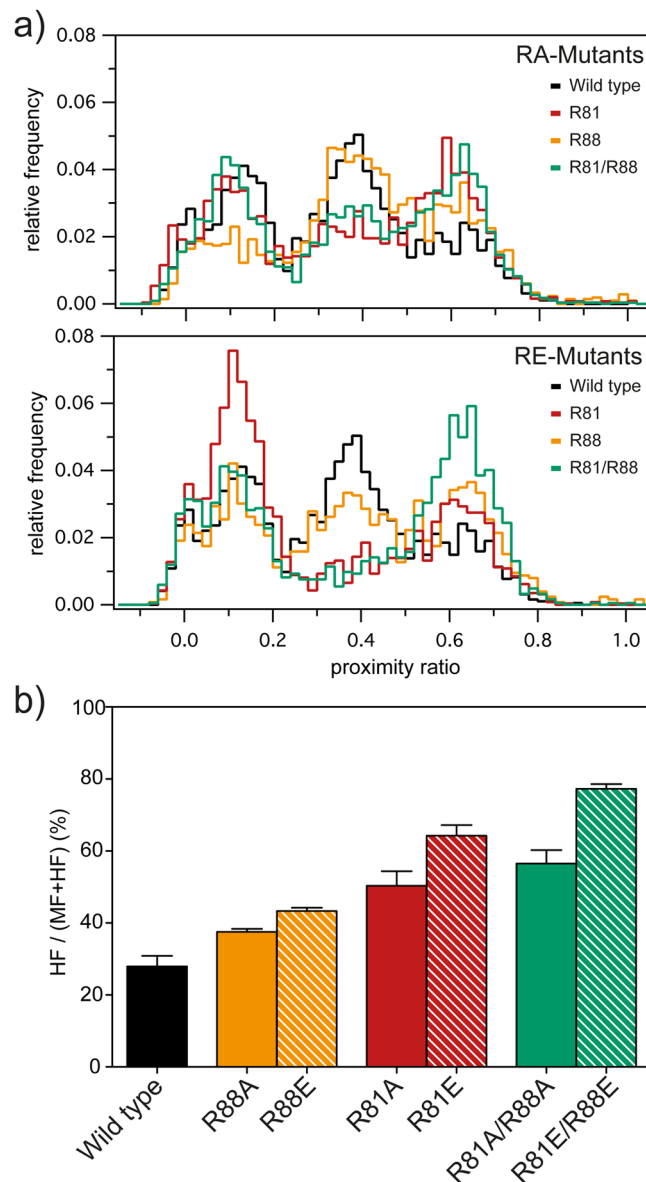 a)
0.08
0.06
0.04
0.02
0.00
relative frequency
RA-Mutants
Wild type
R81
R88
R81/R88
0.08
0.06
0.04
0.02
0.00
relative frequency
RE-Mutants
Wild type
R81
R88
R81/R88
0.0 0.2 0.4 0.6 0.8 1.0
proximity ratio
b)
100
80
60
40
20
0
HF / (MF+HF) (%)
Wild type
R88A
R88E
R81A
R81E
R81A/R88A
R81E/R88E